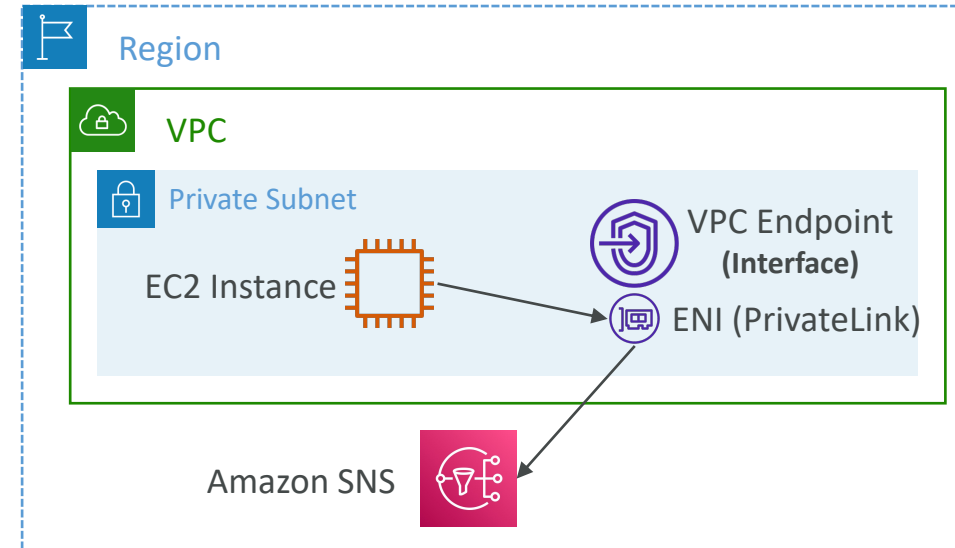 Region
VPC
Private Subnet
VPC Endpoint
(Interface)
EC2 Instance
ENI (PrivateLink)
Amazon SNS